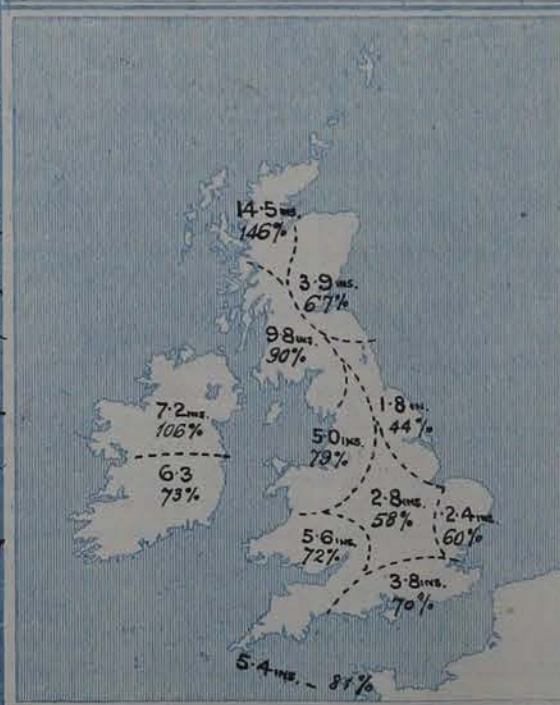 14·5 INS.
146%
3·9 INS.
67%
9·8 INS.
90%
7·2 INS.
106%
1·8 IN.
44%
5·0 INS.
79%
6·3
73%
2·8 INS.
58%
2·4 INS.
60%
5·6 INS.
72%
3·8 INS.
70%
5·4 INS. –